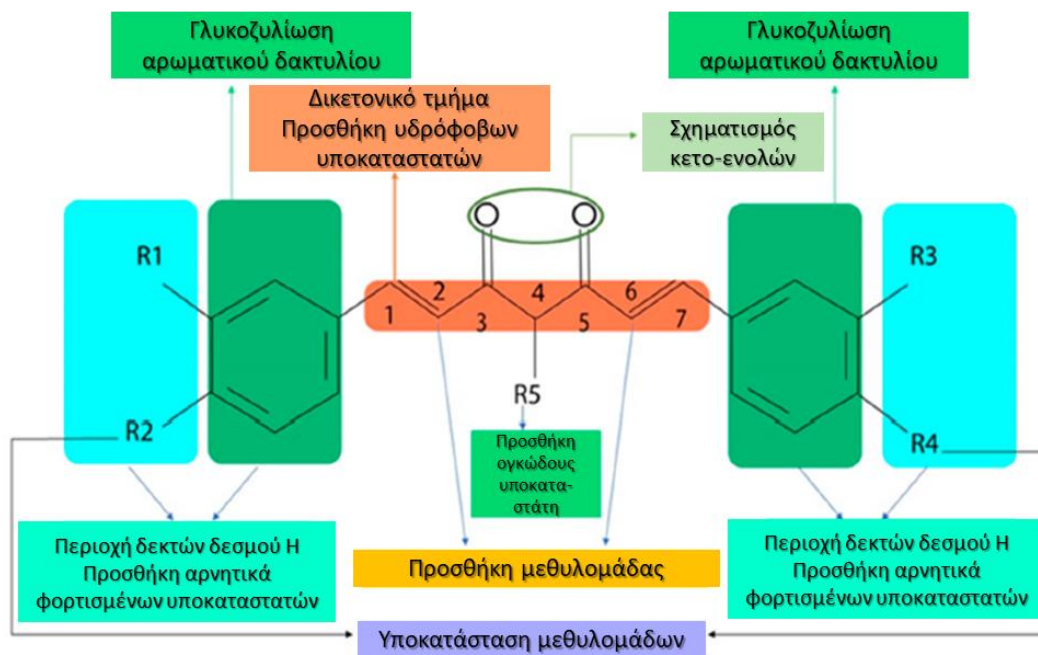 Γλυκοζυλίωση
αρωματικού δακτυλίου
Γλυκοζυλίωση
αρωματικού δακτυλίου
Δικετονικό τμήμα
Προσθήκη υδρόφοβων
υποκαταστατών
Σχηματισμός
κετο-ενολών
O
O
R1
R3
1
2
3
4
5
6
7
R2
R5
R4
Προσθήκη
ογκώδους
υποκατα-
στάτη
Περιοχή δεκτών δεσμού Η
Προσθήκη αρνητικά
φορτισμένων υποκαταστατών
Προσθήκη μεθυλομάδας
Περιοχή δεκτών δεσμού Η
Προσθήκη αρνητικά
φορτισμένων υποκαταστατών
Υποκατάσταση μεθυλομάδων